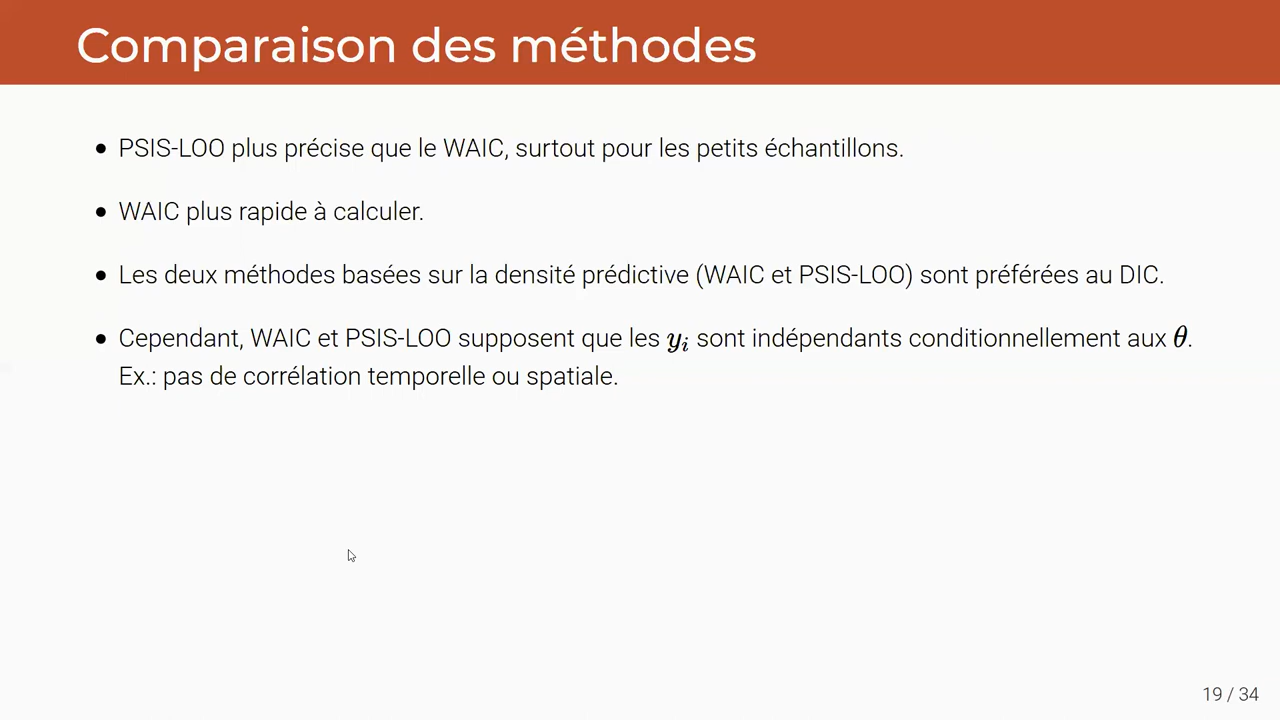 Comparaison des méthodes
• PSIS-LOO plus précise que le WAIC, surtout pour les petits échantillons.
• WAIC plus rapide à calculer.
• Les deux méthodes basées sur la densité prédictive (WAIC et PSIS-LOO) sont préférées au DIC.
• Cependant, WAIC et PSIS-LOO supposent que les $y_i$ sont indépendants conditionnellement aux $\theta$.
Ex.: pas de corrélation temporelle ou spatiale.
19 / 34